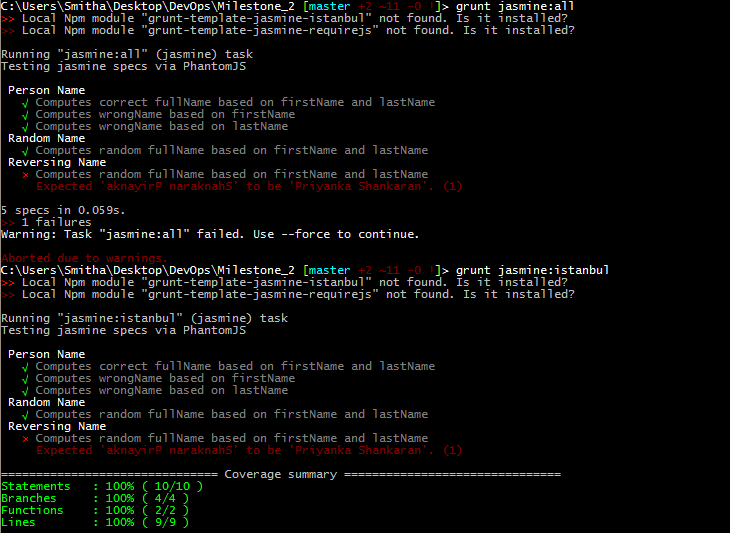 C:\Users\Smitha\Desktop\DevOps\Milestone_2 [master +2 ~11 -0 !]> grunt jasmine:all
>> Local Npm module "grunt-template-jasmine-istanbul" not found. Is it installed?
>> Local Npm module "grunt-template-jasmine-requirejs" not found. Is it installed?
Running "jasmine:all" (jasmine) task
Testing jasmine specs via PhantomJS
Person Name
√ Computes correct fullName based on firstName and lastName
√ Computes wrongName based on firstName
√ Computes wrongName based on lastName
Random Name
√ Computes random fullName based on firstName and lastName
Reversing Name
× Computes random fullName based on firstName and lastName
Expected 'aknayirP naraknahS' to be 'Priyanka Shankaran'. (1)
5 specs in 0.059s.
>> 1 failures
Warning: Task "jasmine:all" failed. Use --force to continue.
Aborted due to warnings.
C:\Users\Smitha\Desktop\DevOps\Milestone_2 [master +2 ~11 -0 !]> grunt jasmine:istanbul
>> Local Npm module "grunt-template-jasmine-istanbul" not found. Is it installed?
>> Local Npm module "grunt-template-jasmine-requirejs" not found. Is it installed?
Running "jasmine:istanbul" (jasmine) task
Testing jasmine specs via PhantomJS
Person Name
√ Computes correct fullName based on firstName and lastName
√ Computes wrongName based on firstName
√ Computes wrongName based on lastName
Random Name
√ Computes random fullName based on firstName and lastName
Reversing Name
× Computes random fullName based on firstName and lastName
Expected 'aknayirP naraknahS' to be 'Priyanka Shankaran'. (1)
=============================== Coverage summary ===============================
Statements : 100% ( 10/10 )
Branches : 100% ( 4/4 )
Functions : 100% ( 2/2 )
Lines : 100% ( 9/9 )